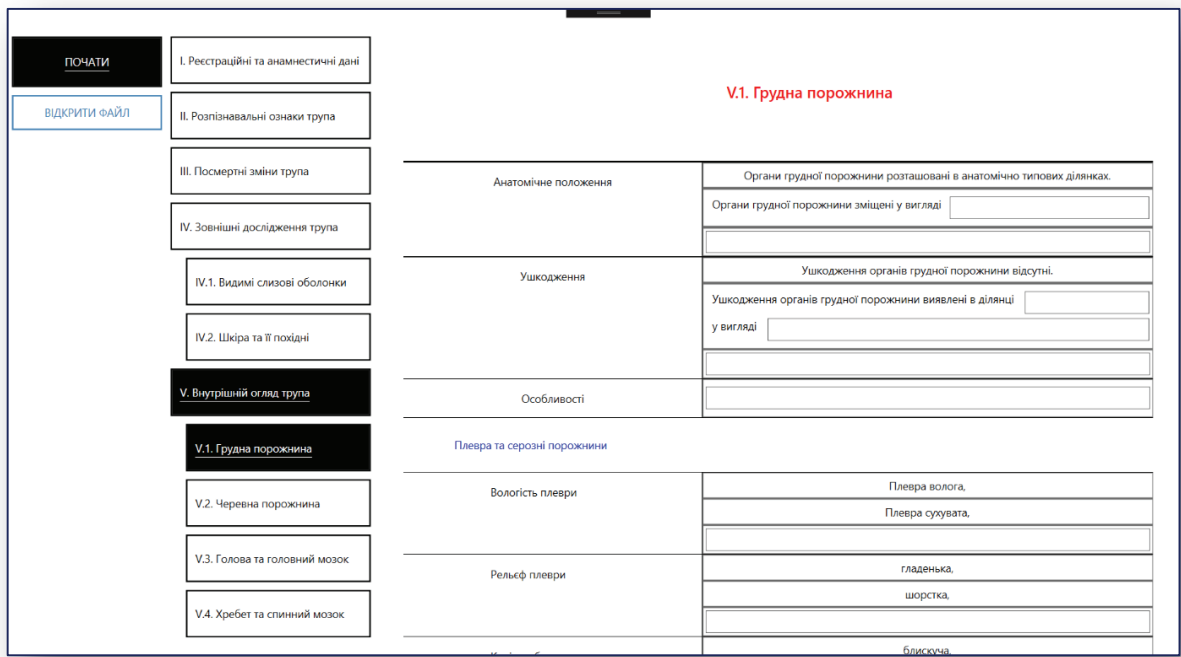 ПОЧАТИ
ВІДКРИТИ ФАЙЛ
I. Реєстраційні та анамнестичні дані
II. Розпізнавальні ознаки трупа
III. Посмертні зміни трупа
IV. Зовнішні дослідження трупа
IV.1. Видимі слизові оболонки
IV.2. Шкіра та її похідні
V. Внутрішній огляд трупа
V.1. Грудна порожнина
V.2. Черевна порожнина
V.3. Голова та головний мозок
V.4. Хребет та спинний мозок
V.1. Грудна порожнина
Анатомічне положення
Органи грудної порожнини розташовані в анатомічно типових ділянках.
Органи грудної порожнини зміщені у вигляді
Ушкодження
Ушкодження органів грудної порожнини відсутні.
Ушкодження органів грудної порожнини виявлені в ділянці
у вигляді
Особливості
Плевра та серозні порожнини
Вологість плеври
Плевра волога,
Плевра сухувата,
Рельєф плеври
гладенька,
шорстка,
блискуча,